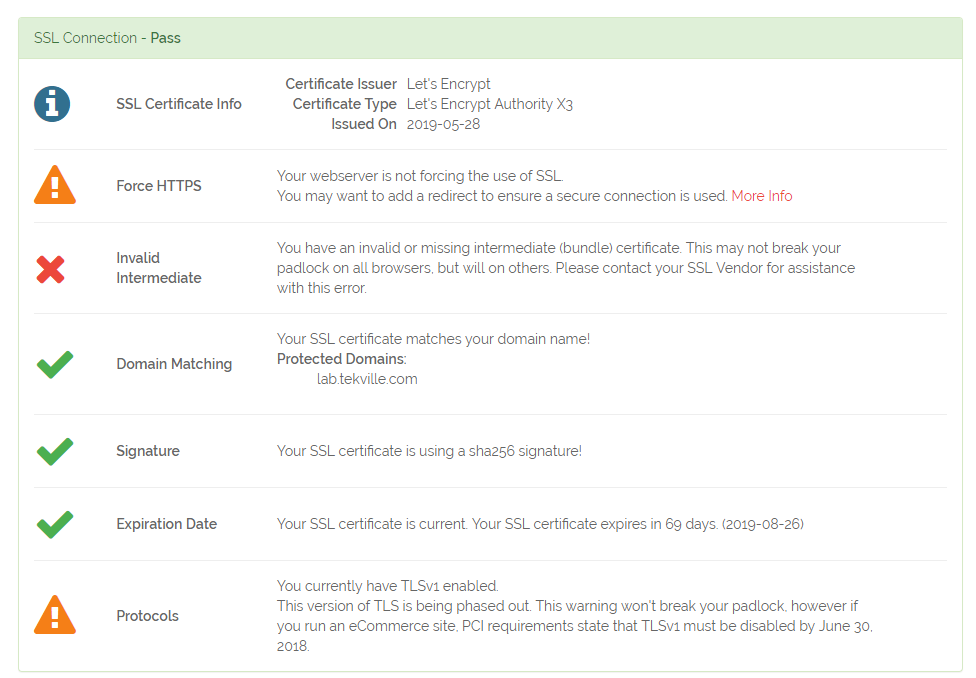 SSL Connection - Pass
SSL Certificate Info
Certificate Issuer Let's Encrypt
Certificate Type Let's Encrypt Authority X3
Issued On 2019-05-28
Force HTTPS
Your webserver is not forcing the use of SSL.
You may want to add a redirect to ensure a secure connection is used. More Info
Invalid
Intermediate
You have an invalid or missing intermediate (bundle) certificate. This may not break your
padlock on all browsers, but will on others. Please contact your SSL Vendor for assistance
with this error.
Domain Matching
Your SSL certificate matches your domain name!
Protected Domains:
lab.tekville.com
Signature
Your SSL certificate is using a sha256 signature!
Expiration Date
Your SSL certificate is current. Your SSL certificate expires in 69 days. (2019-08-26)
Protocols
You currently have TLSv1 enabled.
This version of TLS is being phased out. This warning won't break your padlock, however if
you run an eCommerce site, PCI requirements state that TLSv1 must be disabled by June 30,
2018.